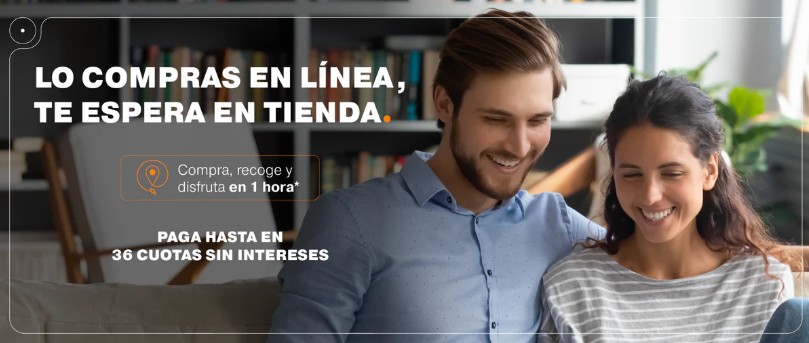 LO COMPRAS EN LÍNEA,
TE ESPERA EN TIENDA.
Compra, recoge y
disfruta en 1 hora*
PAGA HASTA EN
36 CUOTAS SIN INTERESES